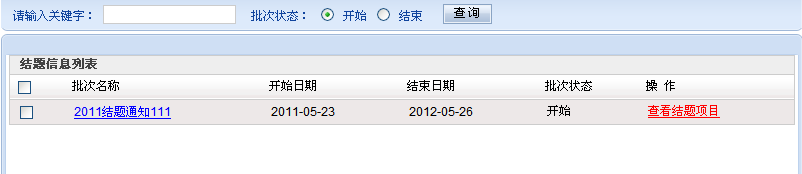 请输入关键字： 批次状态： 开始 结束 查询
结题信息列表
批次名称 开始日期 结束日期 批次状态 操 作
2011结题通知111 2011-05-23 2012-05-26 开始 查看结题项目